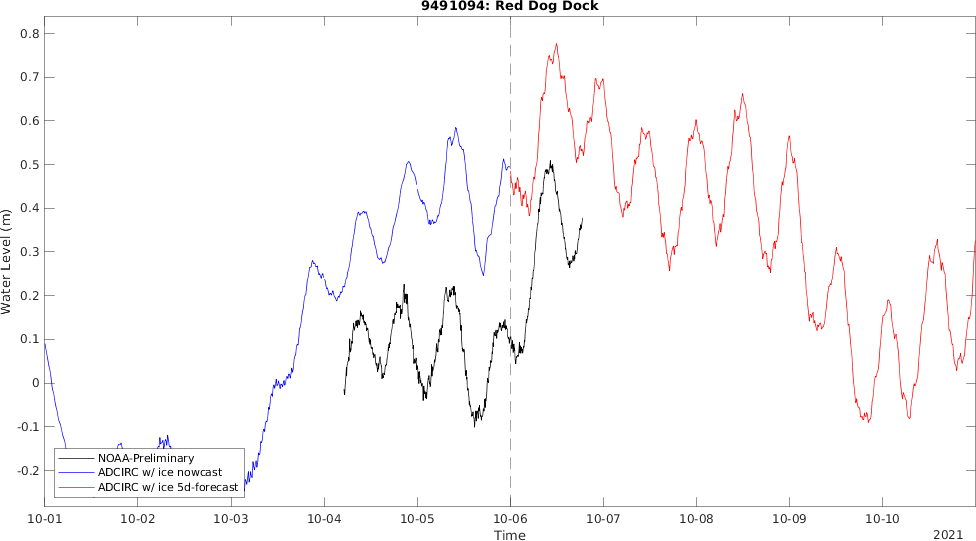 9491094: Red Dog Dock
Water Level (m)
0.8
0.7
0.6
0.5
0.4
0.3
0.2
0.1
0
-0.1
-0.2
NOAA-Preliminary
ADCIRC w/ ice nowcast
ADCIRC w/ ice 5d-forecast
10-01 10-02 10-03 10-04 10-05 10-06 10-07 10-08 10-09 10-10
Time
2021